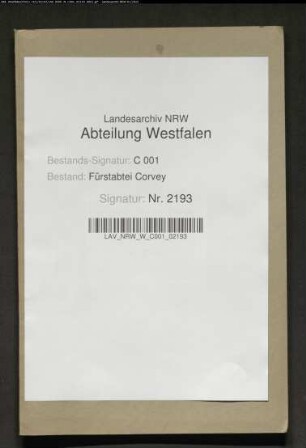 Landesarchiv NRW
Abteilung Westfalen
Bestands-Signatur: C 001
Bestand: Fürstabtei Corvey
Signatur: Nr. 2193
LAV_NRW_W_C001_02193